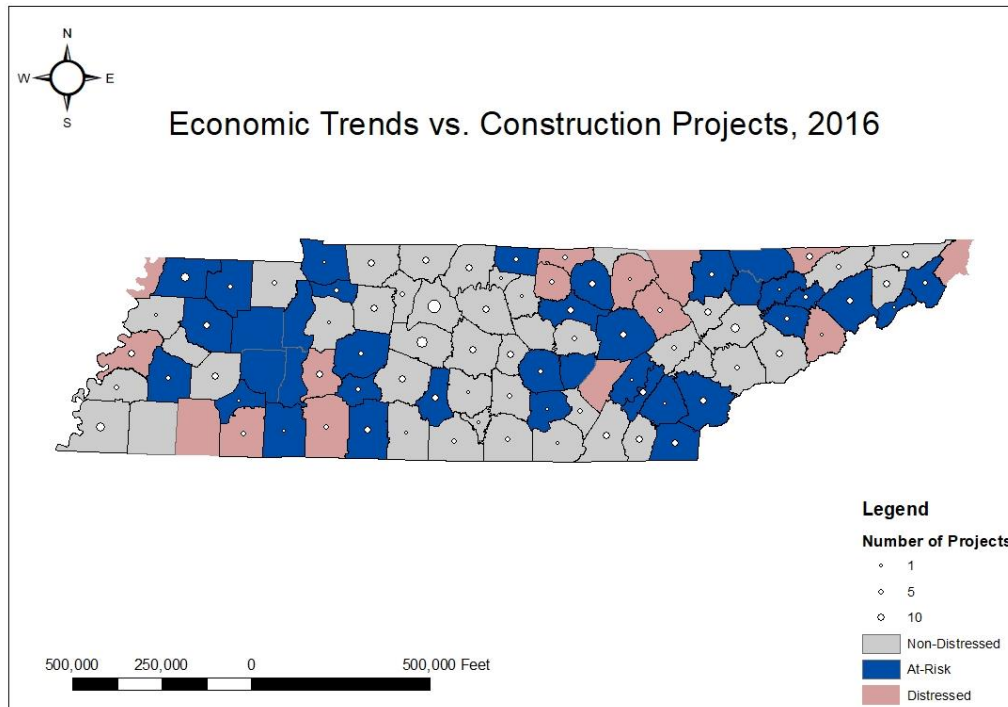 N
W E
S
Economic Trends vs. Construction Projects, 2016
Legend
Number of Projects
1
5
10
Non-Distressed
At-Risk
Distressed
500,000 250,000 0 500,000 Feet